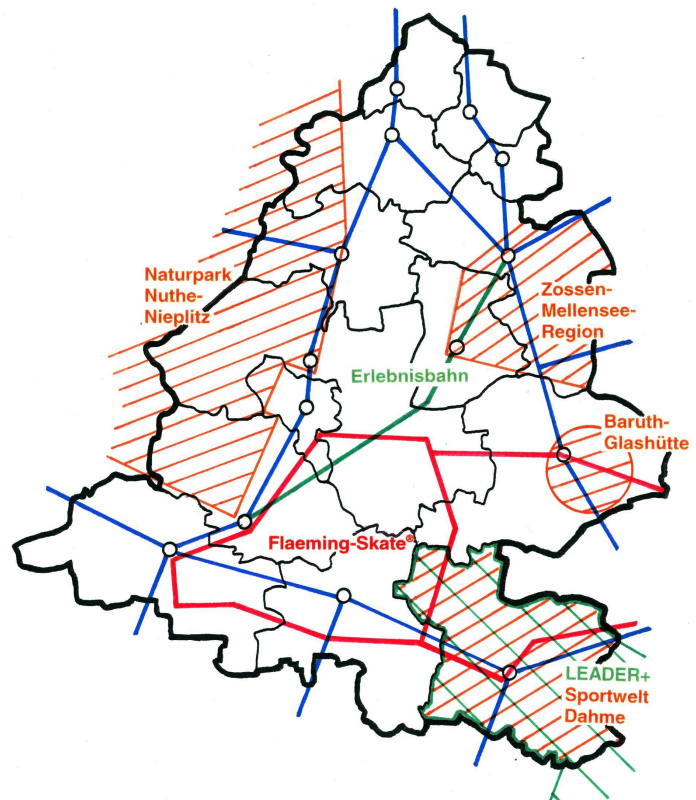 Naturpark
Nuthe-
Nieplitz
Zossen-
Mellensee-
Region
Erlebnisbahn
Baruth-
Glashütte
Flaeming-Skate®
LEADER+
Sportwelt
Dahme